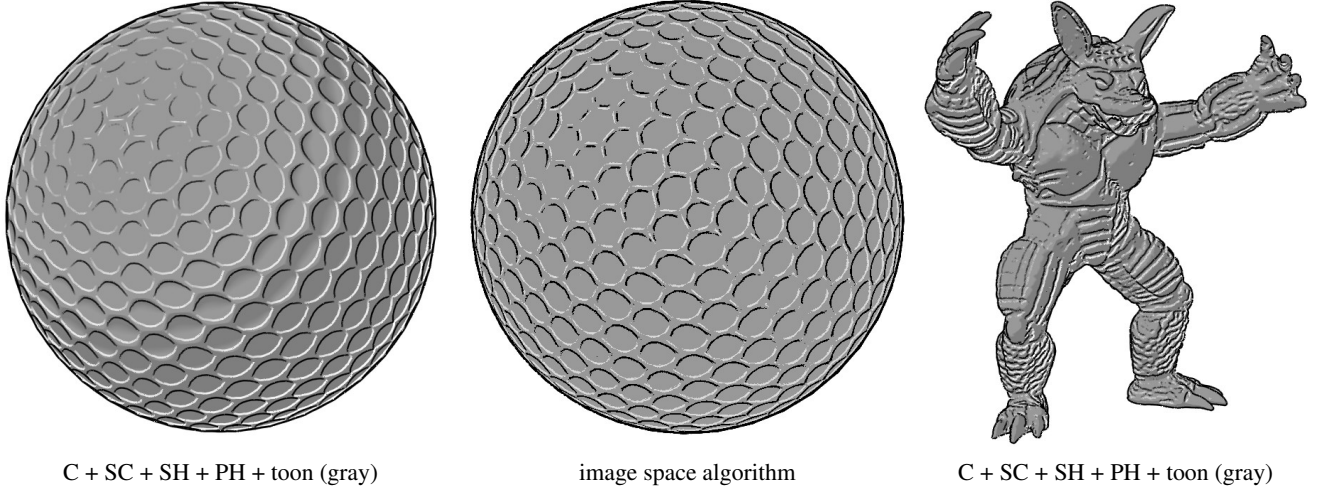 C + SC + SH + PH + toon (gray)
image space algorithm
C + SC + SH + PH + toon (gray)